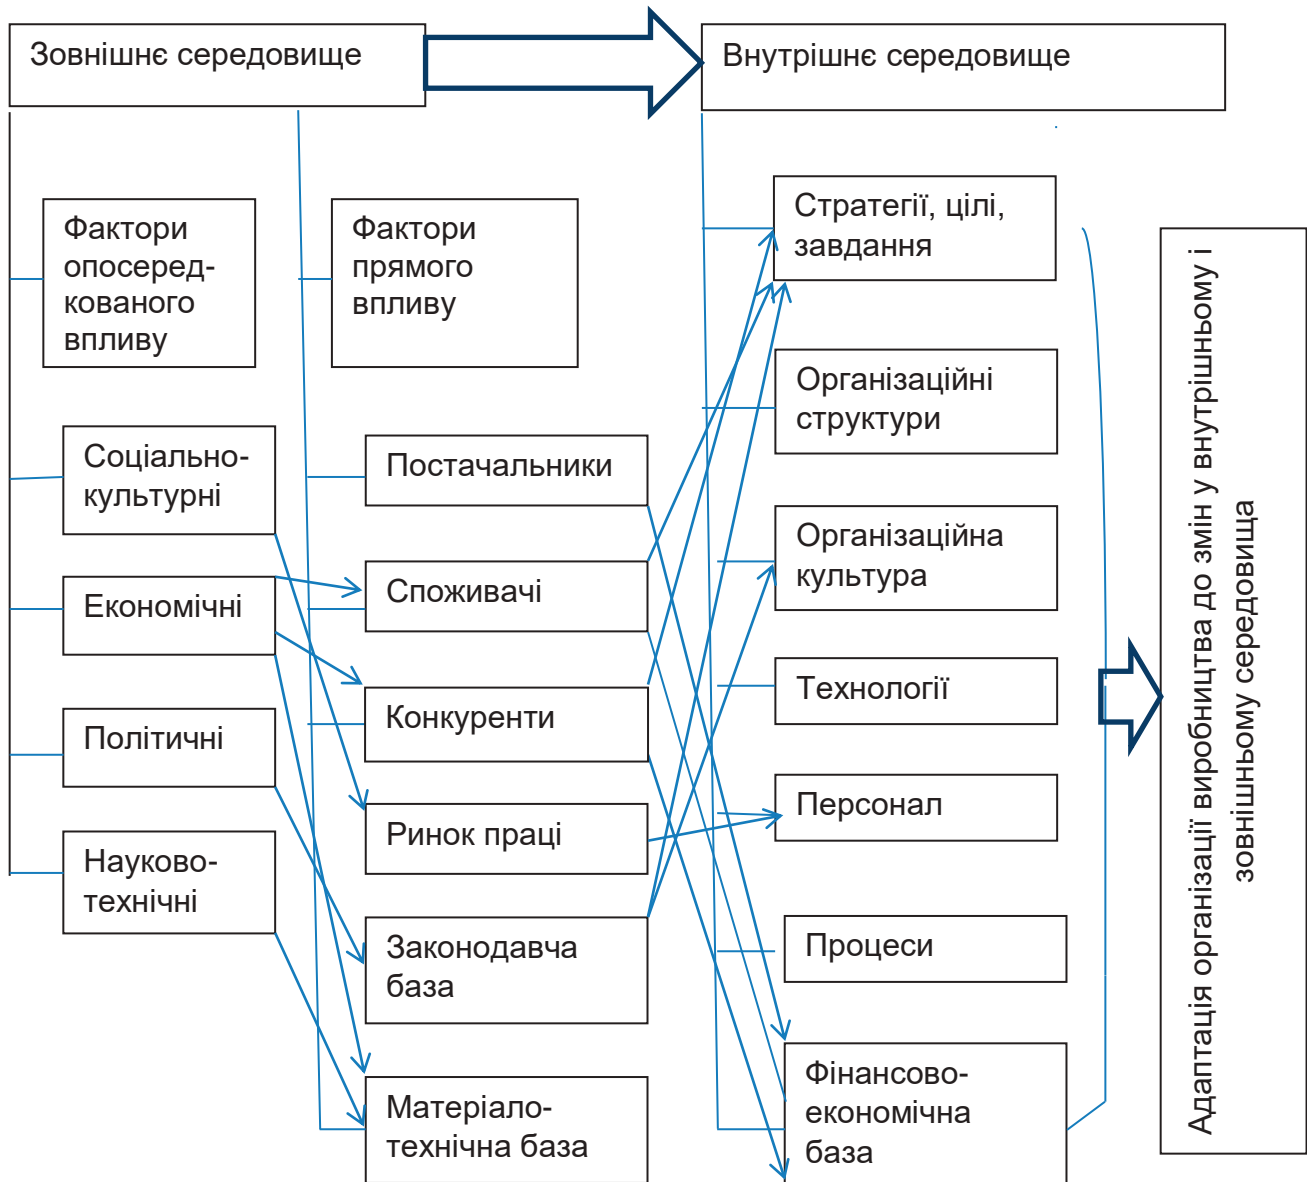 Зовнішнє середовище
Внутрішнє середовище
Фактори
опосеред-
кованого
впливу
Фактори
прямого
впливу
Соціально-
культурні
Економічні
Політичні
Науково-
технічні
Постачальники
Споживачі
Конкуренти
Ринок праці
Законодавча
база
Матеріало-
технічна база
Стратегії, цілі,
завдання
Організаційні
структури
Організаційна
культура
Технології
Персонал
Процеси
Фінансово-
економічна
база
Адаптація організації виробництва до змін у внутрішньому і
зовнішньому середовища